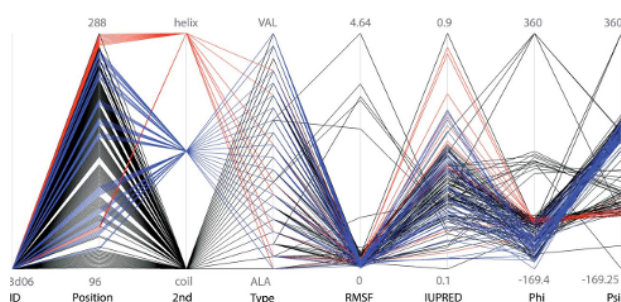 288 helix VAL 4.64 0.9 360 360
3d06 96 coil ALA 0 0.1 -169.4 -169.25
ID Position 2nd Type RMSF IUPRED Phi Psi